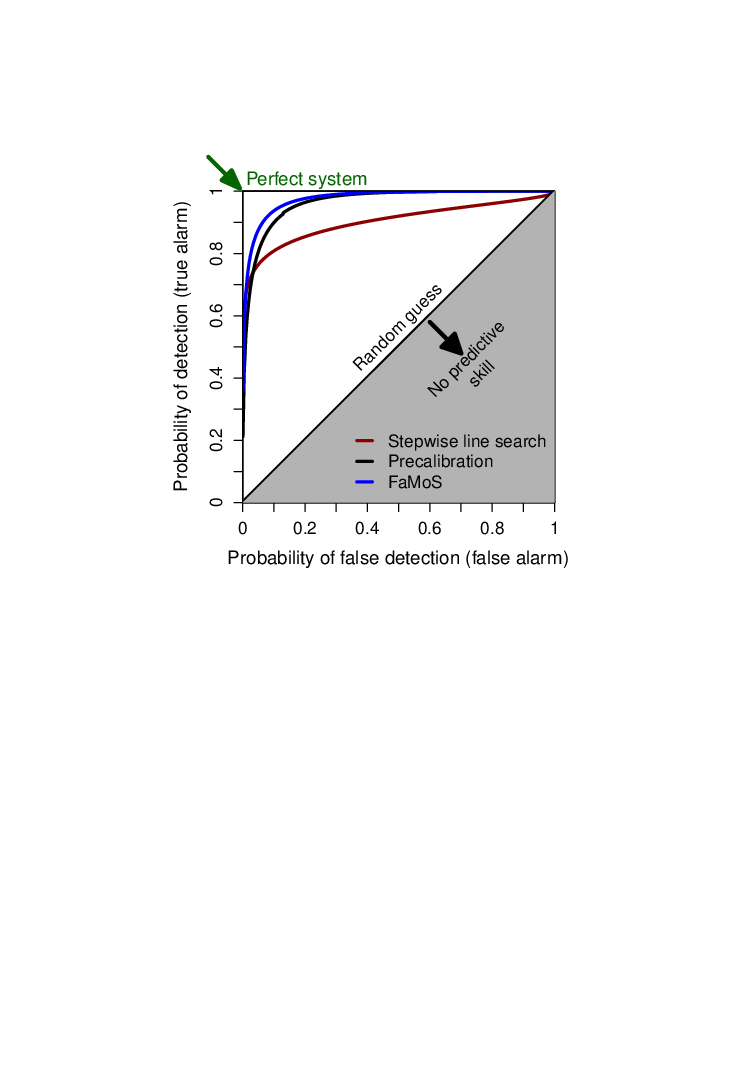 Perfect system
Probability of detection (true alarm)
1
0.8
0.6
0.4
0.2
0
Random guess
No predictive
skill
Stepwise line search
Precalibration
FaMoS
0 0.2 0.4 0.6 0.8 1
Probability of false detection (false alarm)